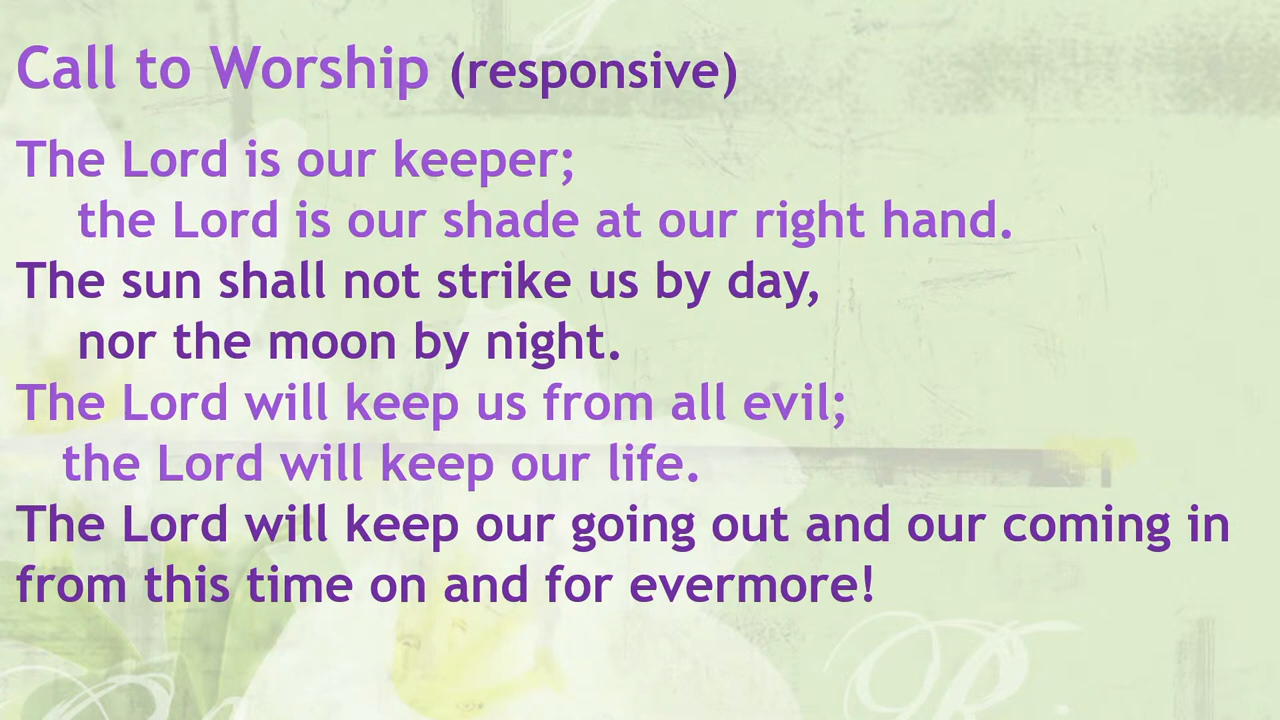 Call to Worship (responsive)
The Lord is our keeper;
the Lord is our shade at our right hand.
The sun shall not strike us by day,
nor the moon by night.
The Lord will keep us from all evil;
the Lord will keep our life.
The Lord will keep our going out and our coming in
from this time on and for evermore!